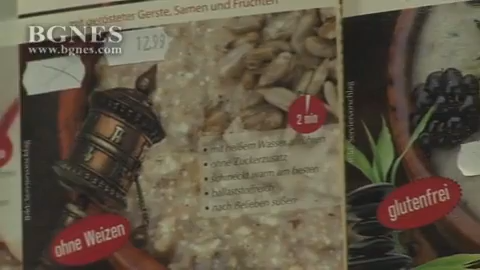 BGNES
www.bgnes.com
mit gerösteter Gerste, Samen und Früchten
12.99
2 min
• mit heißem Wasser
• ohne Zuckerzusatz
• schmeckt warm am besten
• ballaststoffreich
• nach Belieben süßen
ohne Weizen
glutenfrei